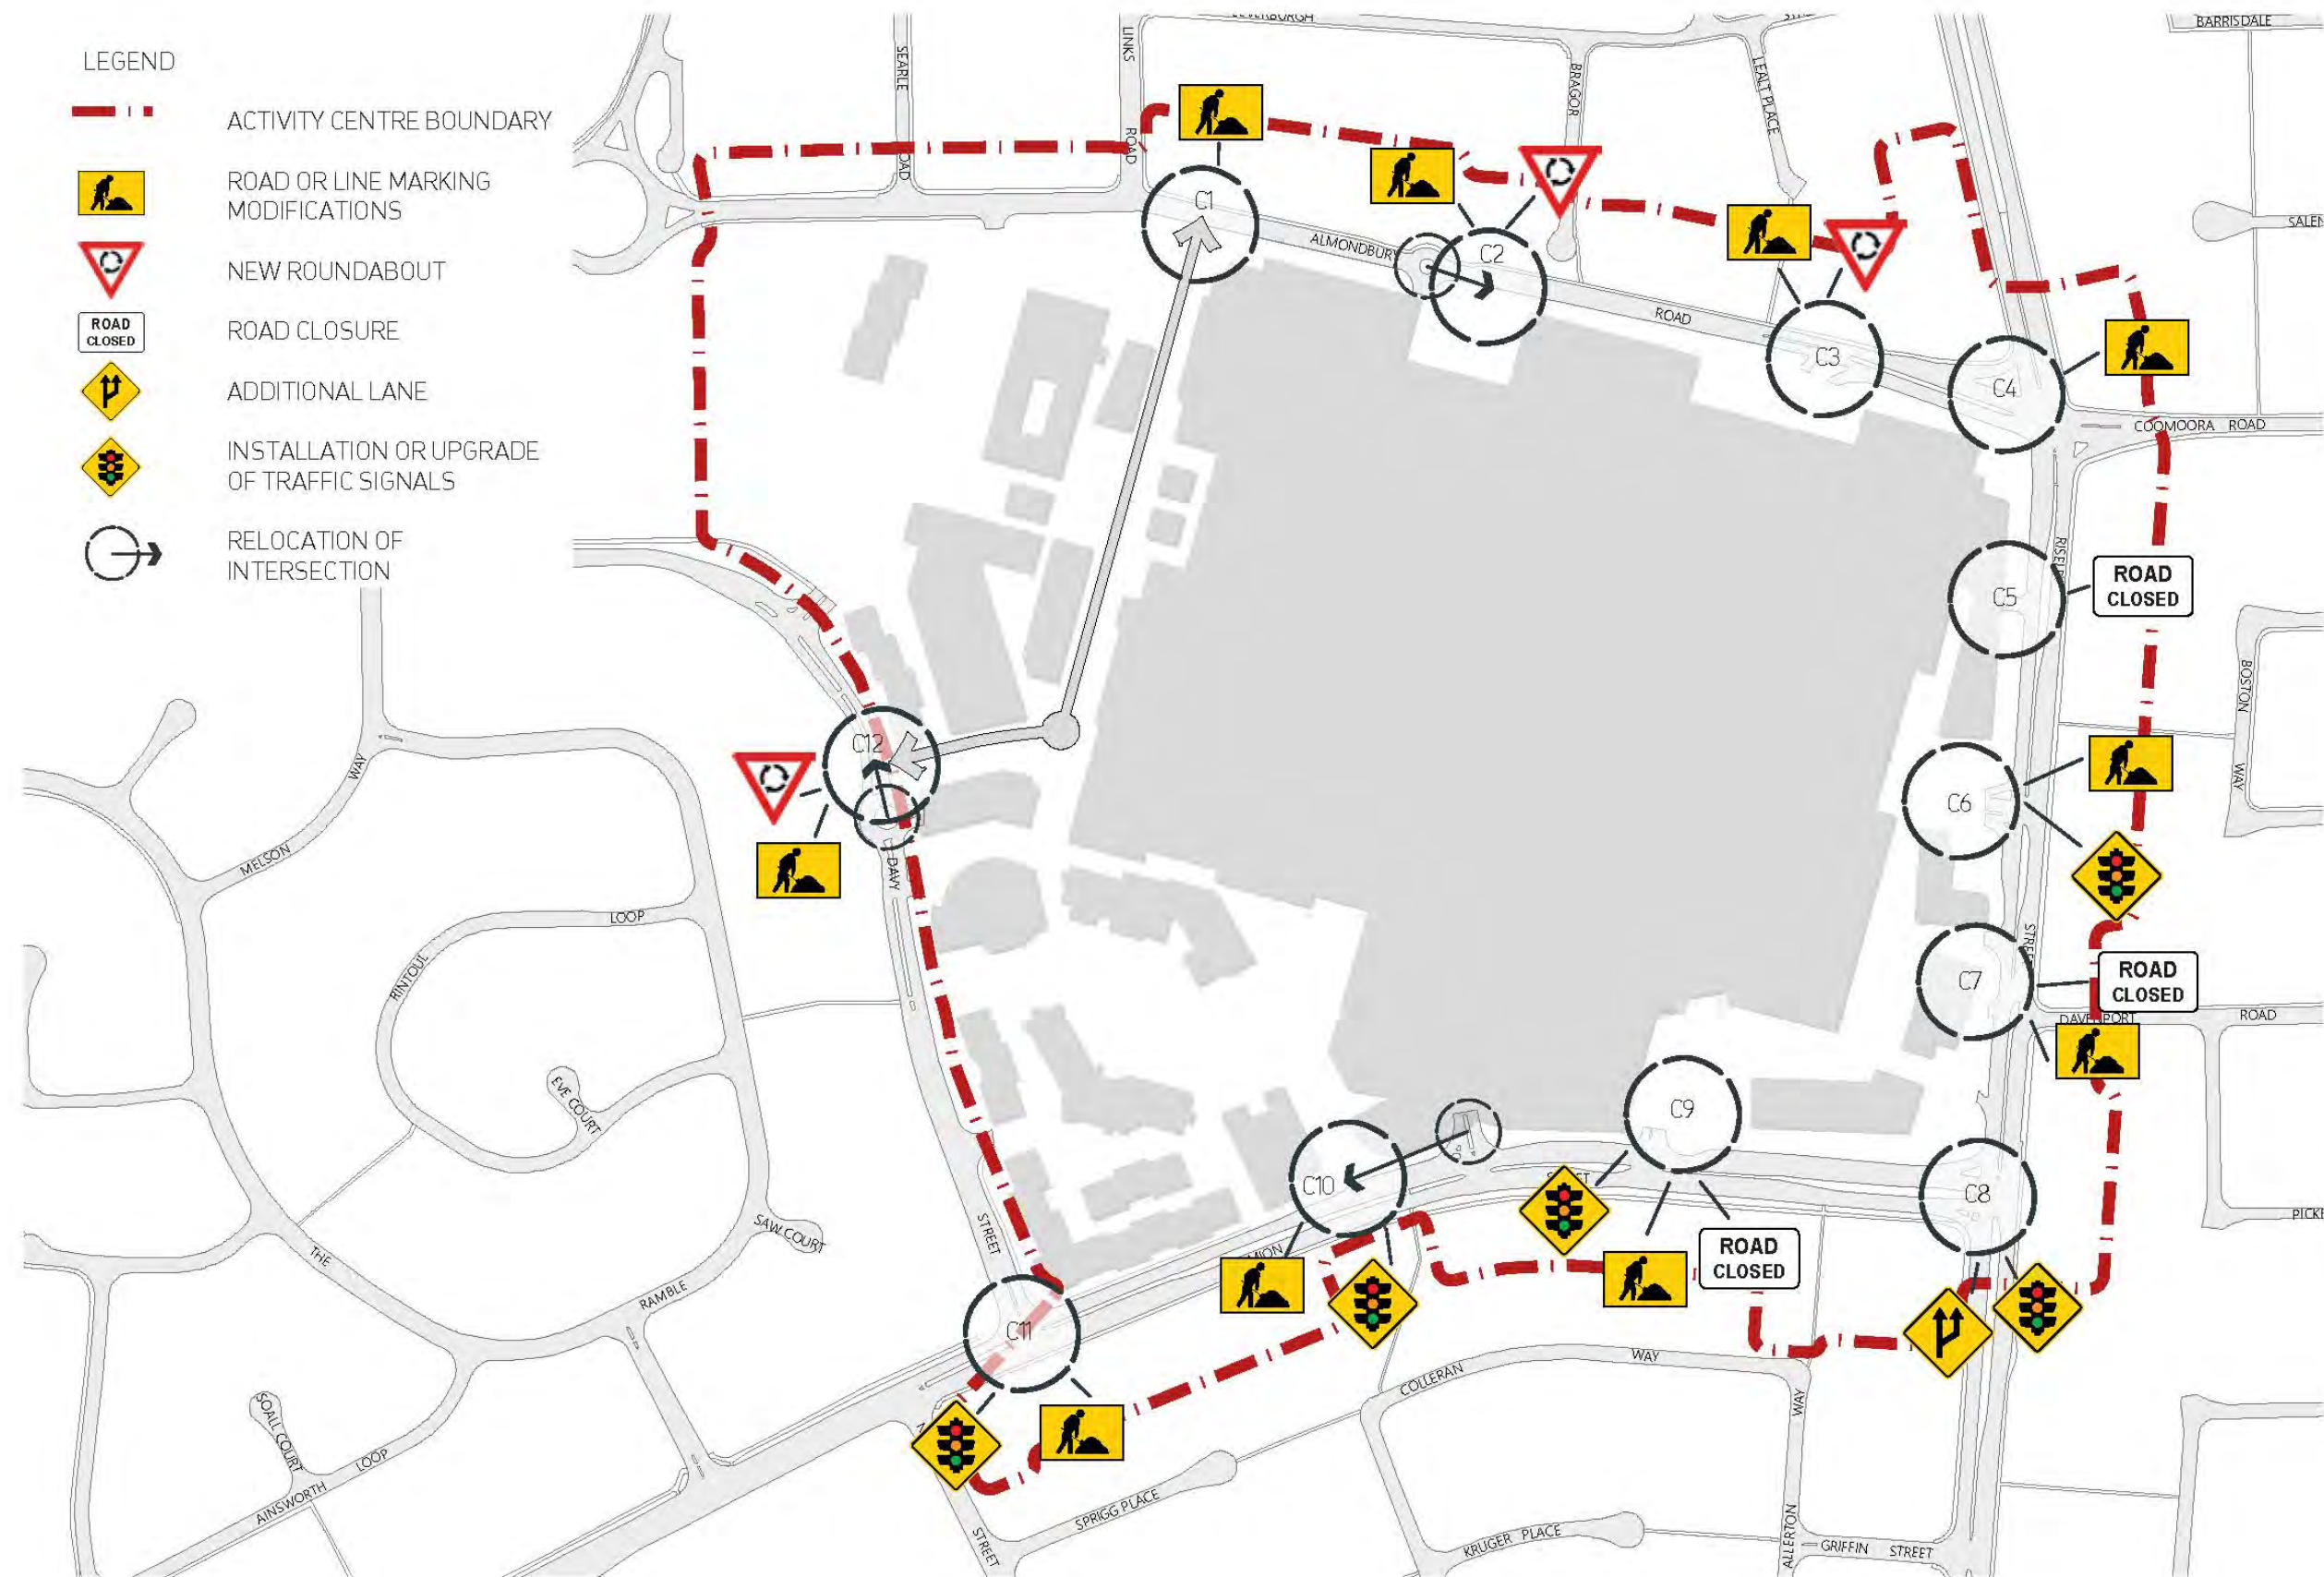 LEGEND
ACTIVITY CENTRE BOUNDARY
ROAD OR LINE MARKING
MODIFICATIONS
NEW ROUNDABOUT
ROAD
CLOSED
ROAD CLOSURE
ADDITIONAL LANE
INSTALLATION OR UPGRADE
OF TRAFFIC SIGNALS
RELOCATION OF
INTERSECTION
BARRISDALE
SEARLE
LINKS
ROAD
BRAGOR
LEALT PLACE
C1
ALMONDBURY
C2
ROAD
C3
C4
COOMOORA ROAD
C5
ROAD
CLOSED
BOSTON
WAY
C6
C12
DAVY
STREET
MELSON
WAY
LOOP
RINTOUL
EVE COURT
SAW COURT
THE
RAMBLE
SOALL COURT
AINSWORTH
LOOP
C7
ROAD
CLOSED
DAVENPORT
ROAD
C8
C9
ROAD
CLOSED
C10
C11
COLLERAN
WAY
WAY
ALLERTON
SPRIGG PLACE
KRUGER PLACE
GRIFFIN STREET
STREET